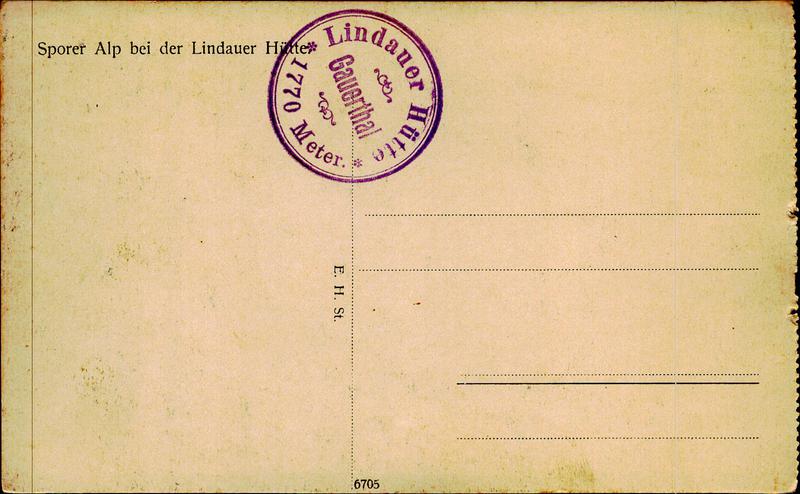 Sporer Alp bei der Lindauer Hütte
* Lindauer Hütte *
Gauerthal
1770 Meter.
E. H. St.
6705